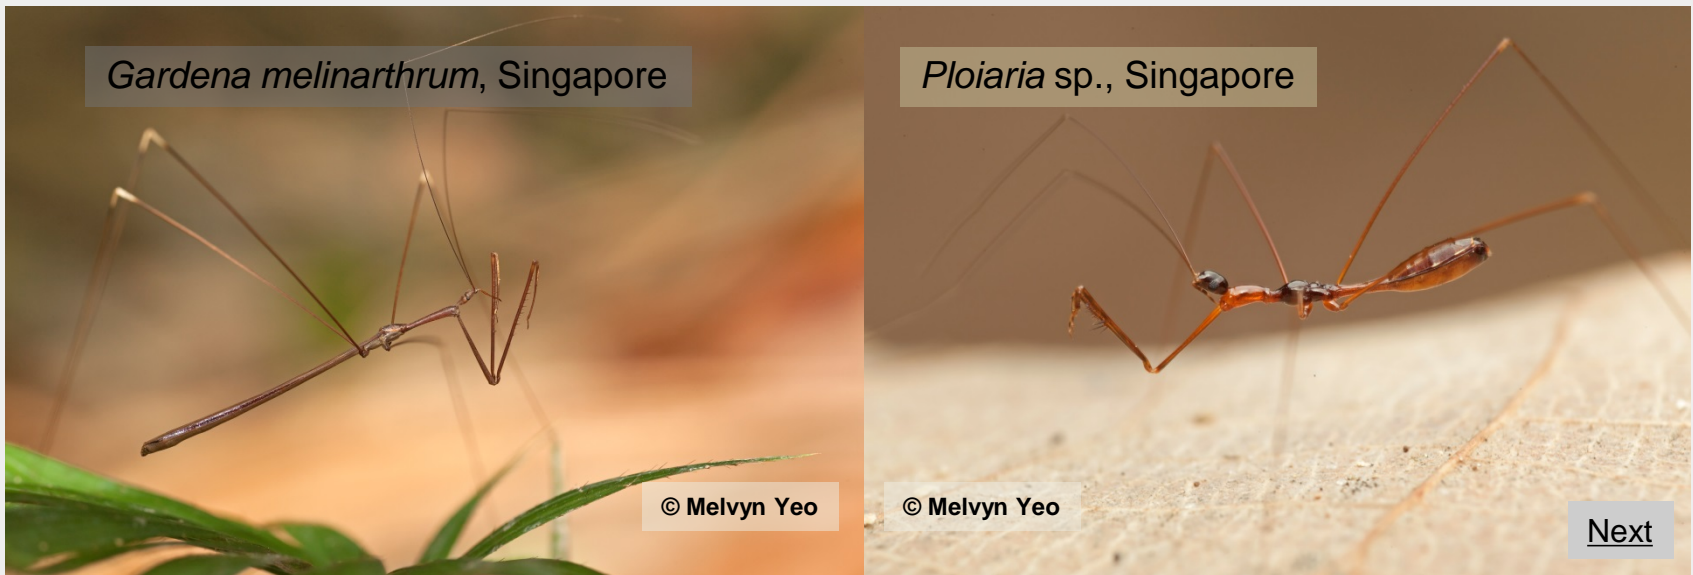 Gardena melinarthrum, Singapore
Ploiaria sp., Singapore
© Melvyn Yeo
© Melvyn Yeo
Next